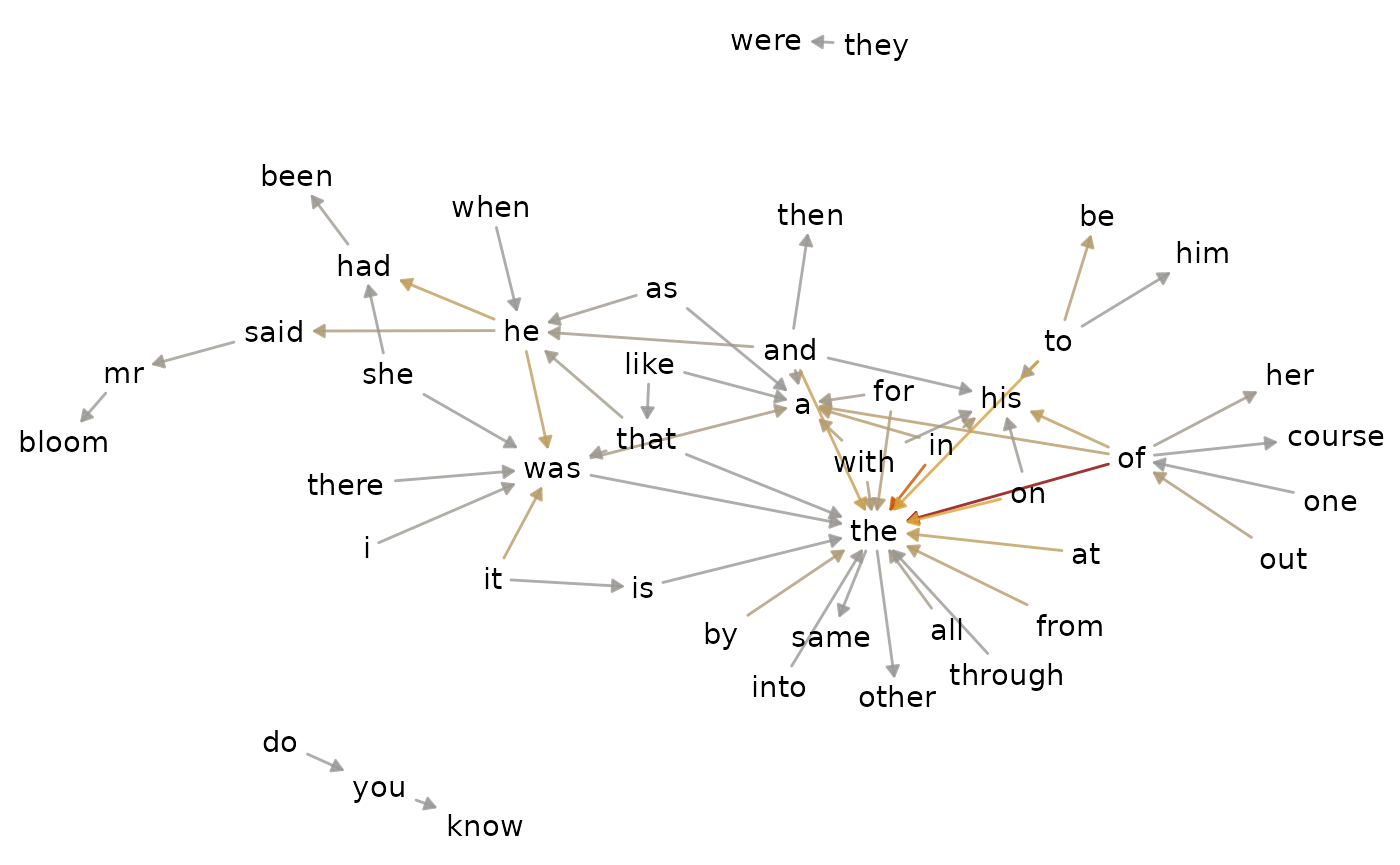 were
they
been
when
then
be
him
had
as
said
he
and
to
like
mr
she
her
for
his
a
course
bloom
that
in
of
with
was
there
on
one
the
i
at
out
it
is
by
same
all
from
into
other
through
do
you
know